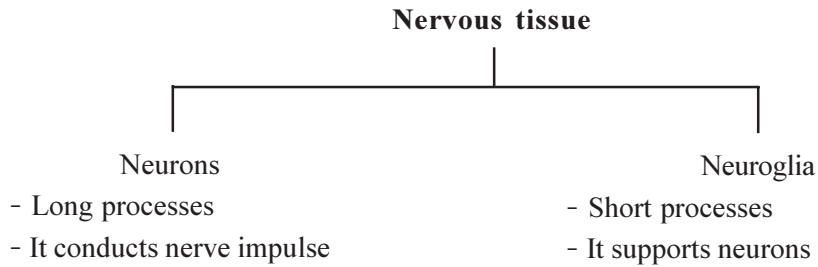 Nervous tissue
Neurons
- Long processes
- It conducts nerve impulse
Neuroglia
- Short processes
- It supports neurons